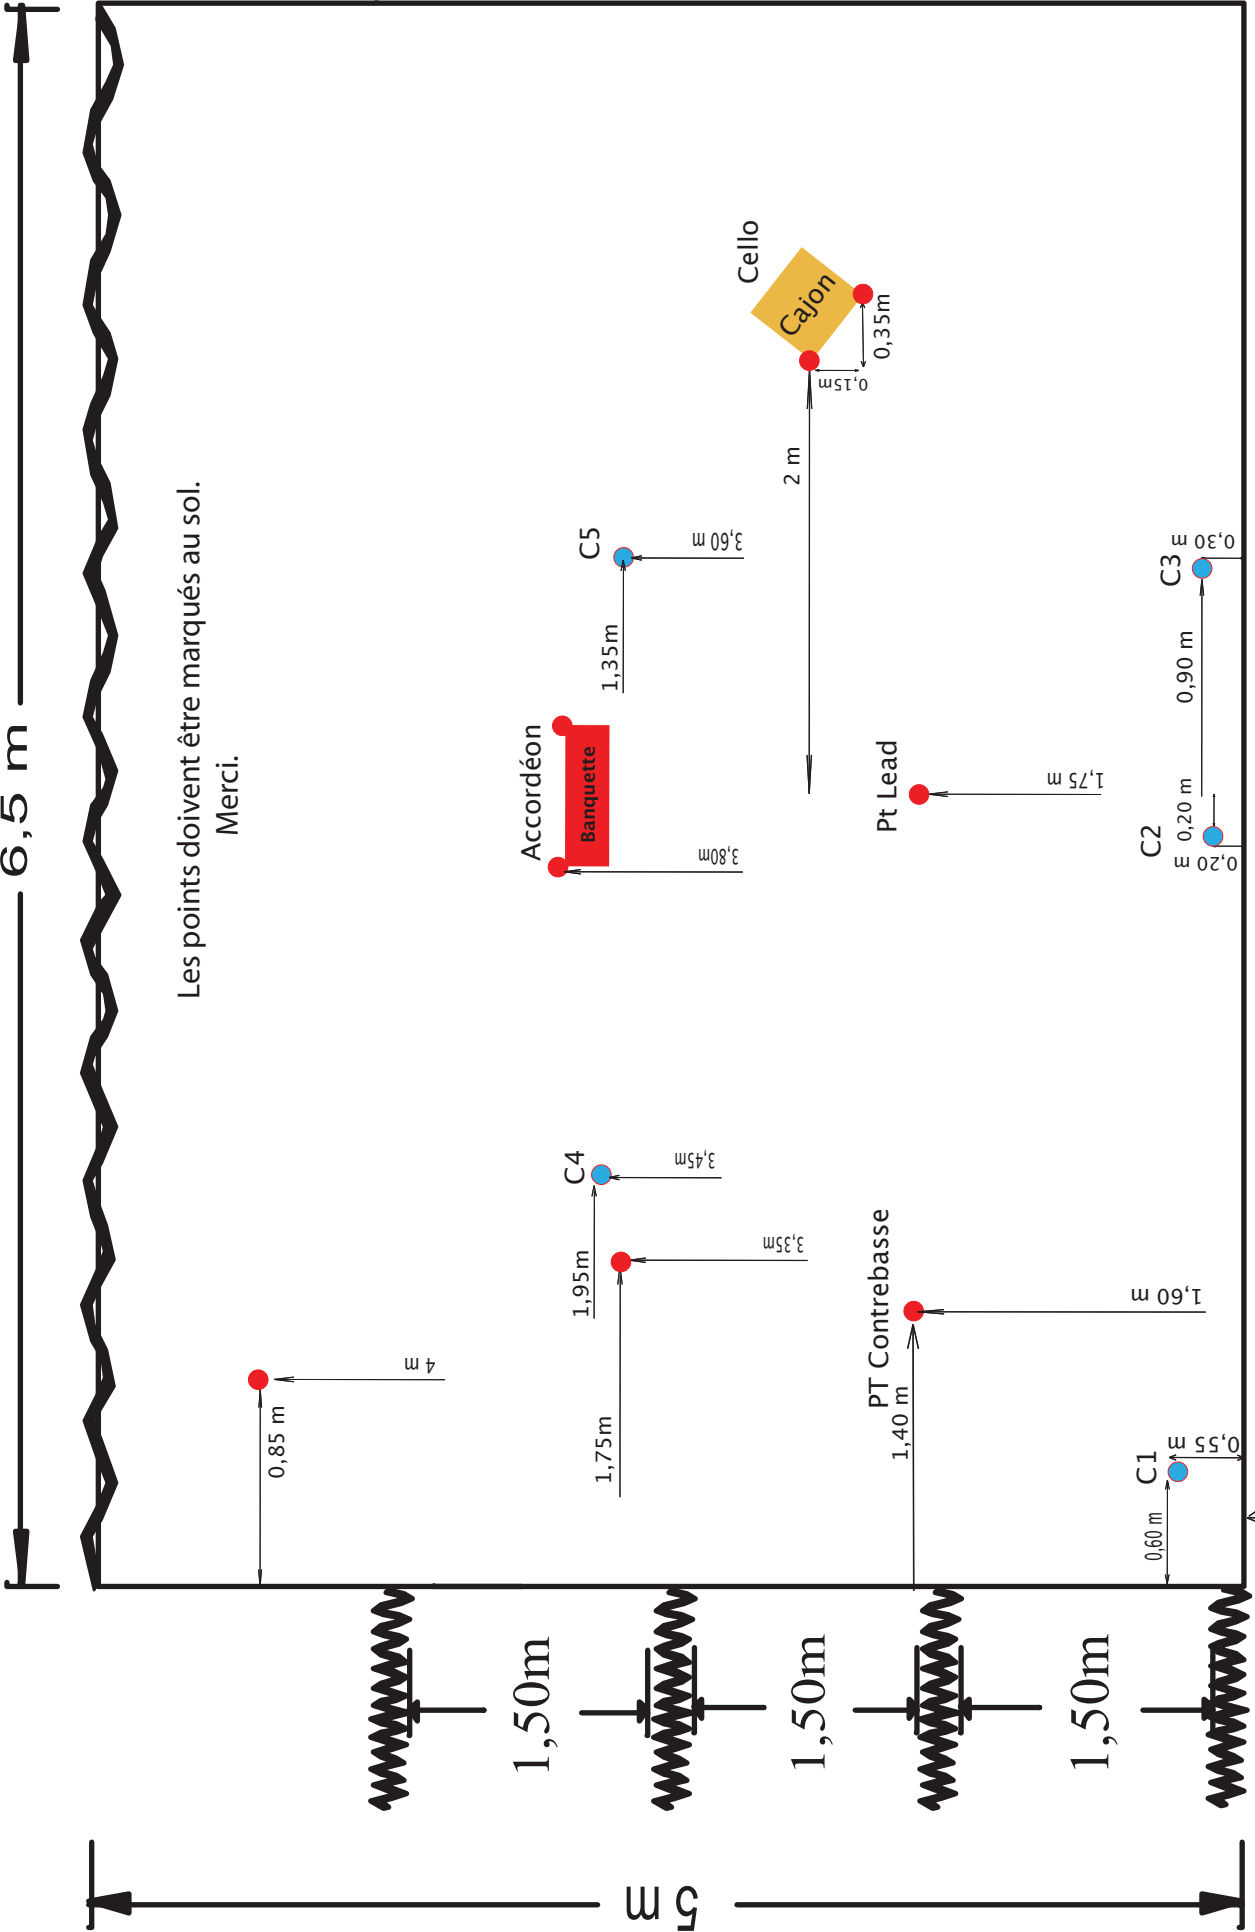 6,5 m
Les points doivent être marqués au sol.
Merci.
Cello
Cajon
0,15m
0,35m
2 m
C5
3,60 m
1,35m
Accordéon
Banquette
3,80m
Pt Lead
1,75 m
C3
0,30 m
0,90 m
C2
0,20 m
0,20 m
C4
3,45m
1,95m
3,35m
1,75m
4 m
0,85 m
PT Contrebasse
1,60 m
1,40 m
C1
0,55 m
0,60 m
1,50m
1,50m
1,50m
5 m